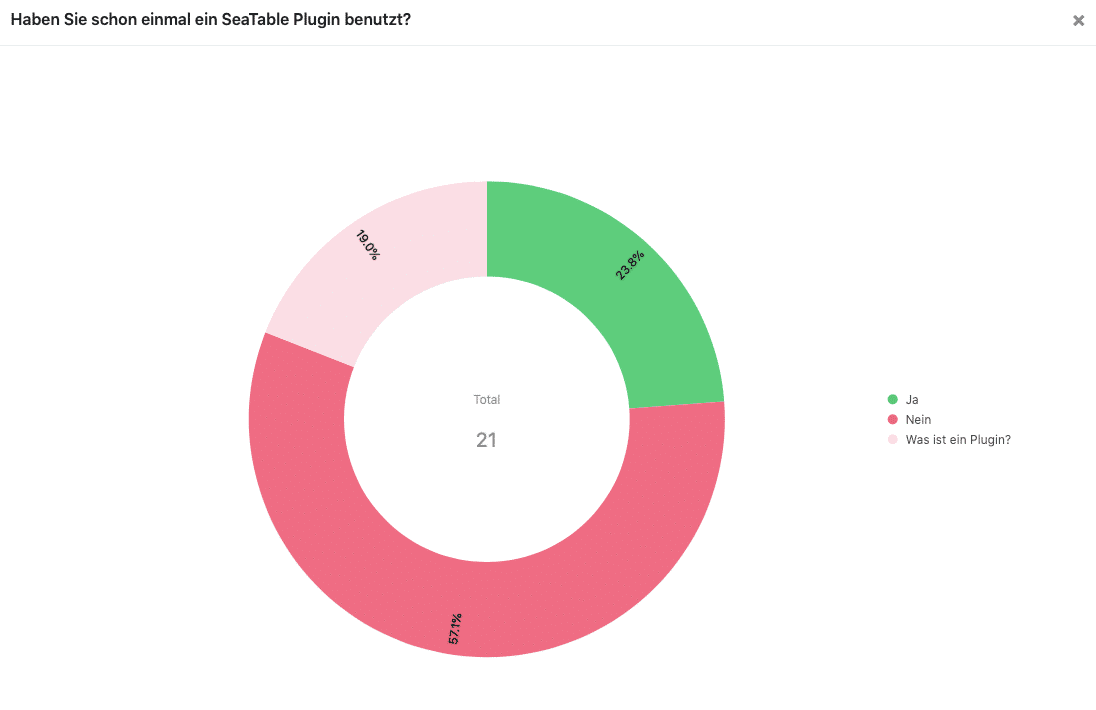 Haben Sie schon einmal ein SeaTable Plugin benutzt?
19.0%
23.8%
Total
21
Ja
Nein
Was ist ein Plugin?
57.1%